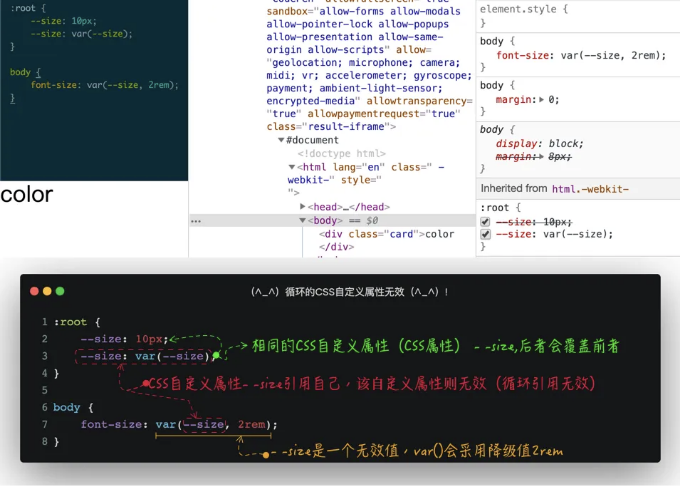 :root {
--size: 10px;
--size: var(--size);
}
body {
font-size: var(--size, 2rem);
}
color
sandbox="allow-forms allow-modals
allow-pointer-lock allow-popups
allow-presentation allow-same-
origin allow-scripts" allow=
"geolocation; microphone; camera;
midi; vr; accelerometer; gyroscope;
payment; ambient-light-sensor;
encrypted-media" allowtransparency=
"true" allowpaymentrequest="true"
class="result-iframe">
▼#document
<!doctype html>
▼<html lang="en" class=" -
webkit-" style="
">
▶<head>…</head>
… ▼<body> == $0
<div class="card">color
</div>
element.style {
}
body {
font-size: var(--size, 2rem);
}
body {
margin:▶ 0;
}
body {
display: block;
margin:▶ 8px;
}
Inherited from html.-webkit-
:root {
--size: 10px;
--size: var(--size);
}
(^_^) 循环的CSS自定义属性无效 (^_^) !
1 :root {
2 --size: 10px; 相同的CSS自定义属性 (CSS属性) --size,后者会覆盖前者
3 --size: var(--size);
4 } CSS自定义属性--size引用自己，该自定义属性则无效 (循环引用无效)
5
6 body {
7 font-size: var(--size, 2rem);
8 } --size是一个无效值，var()会采用降级值2rem